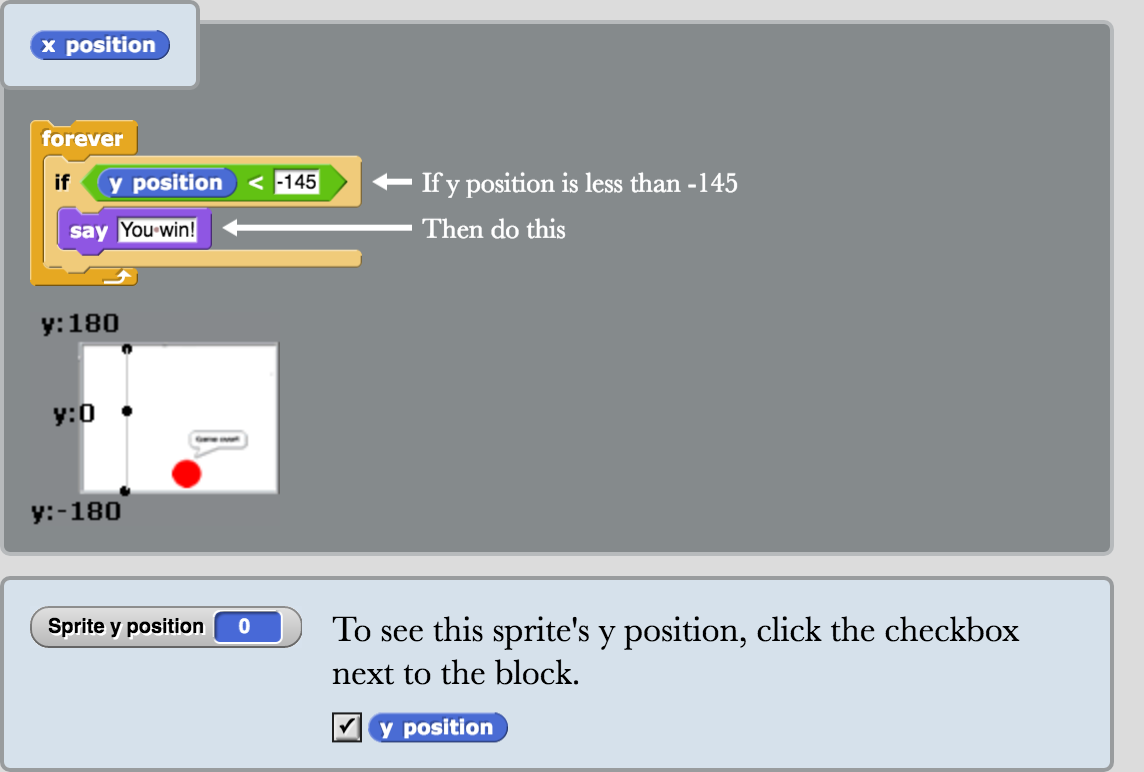 x position
forever
if y position < -145
If y position is less than -145
say You win!
Then do this
y:180
y:0
Game over!
y:-180
Sprite y position 0
To see this sprite's y position, click the checkbox
next to the block.
y position